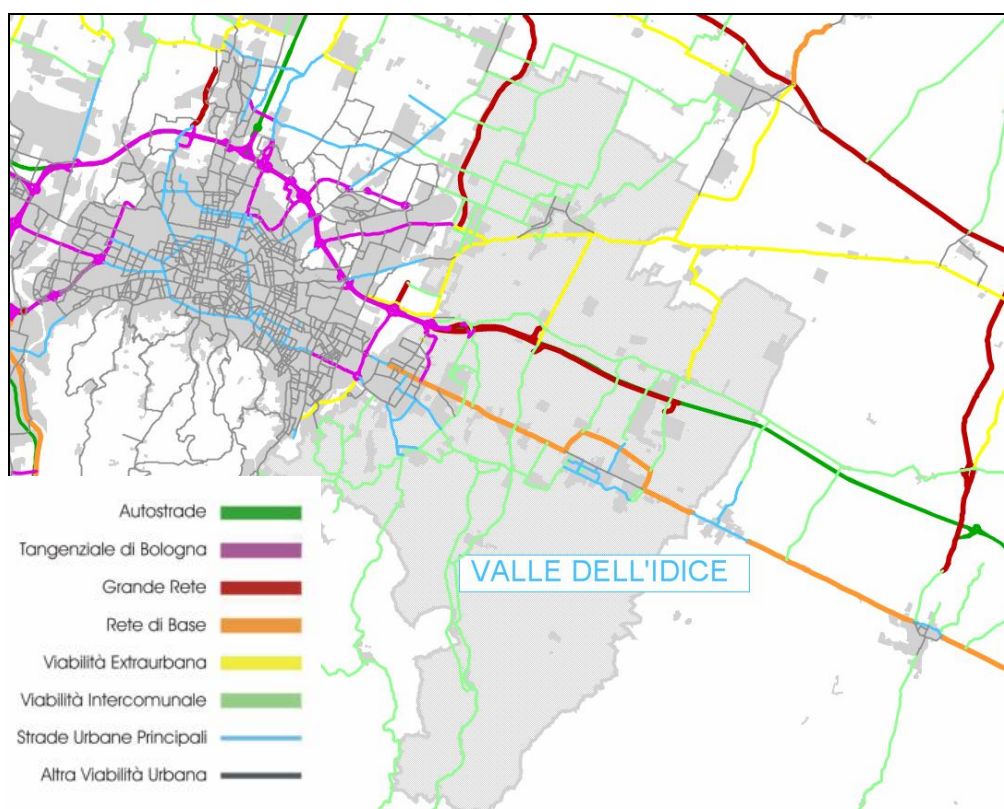 VALLE DELL'IDICE
Autostrade
Tangenziale di Bologna
Grande Rete
Rete di Base
Viabilità Extraurbana
Viabilità Intercomunale
Strade Urbane Principali
Altra Viabilità Urbana